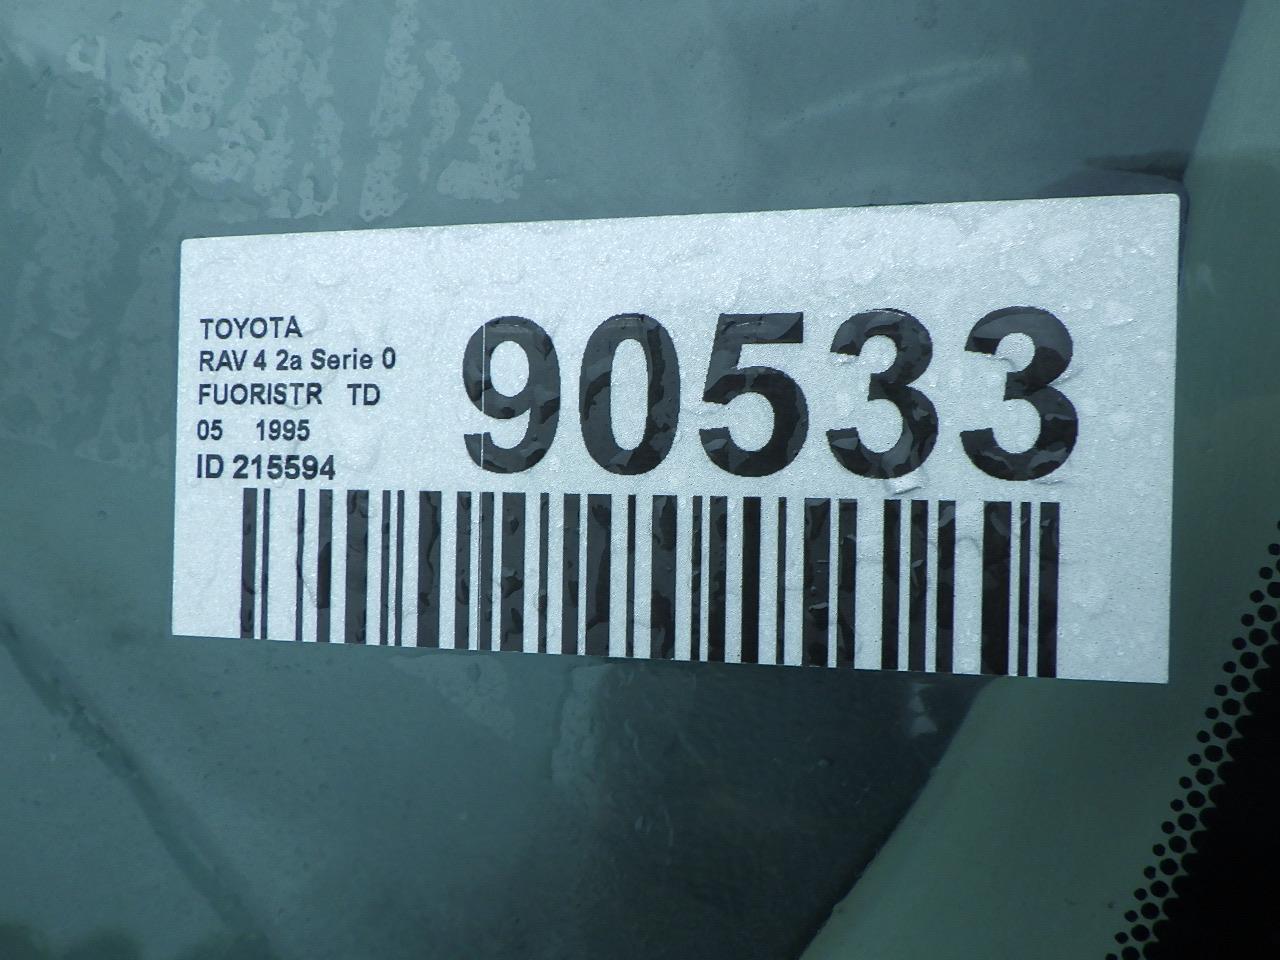 TOYOTA
RAV 4 2a Serie 0
FUORISTR TD
05 1995
ID 215594
90533